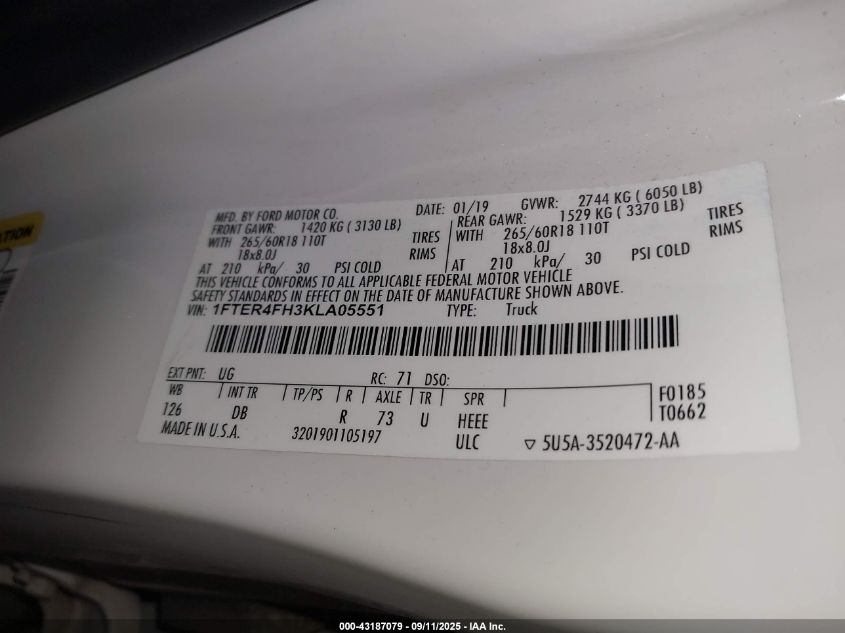 MFD. BY FORD MOTOR CO. DATE: 01/19 GVWR: 2744 KG ( 6050 LB)
FRONT GAWR: 1420 KG ( 3130 LB) REAR GAWR: 1529 KG ( 3370 LB)
WITH 265/60R18 110T TIRES WITH 265/60R18 110T TIRES
18x8.0J RIMS 18x8.0J RIMS
AT 210 kPa/ 30 PSI COLD AT 210 kPa/ 30 PSI COLD
THIS VEHICLE CONFORMS TO ALL APPLICABLE FEDERAL MOTOR VEHICLE
SAFETY STANDARDS IN EFFECT ON THE DATE OF MANUFACTURE SHOWN ABOVE.
VIN: 1FTER4FH3KLA05551 TYPE: Truck
EXT PNT: UG RC: 71 DSO:
WB INT TR TP/PS R AXLE TR SPR F0185
126 DB R 73 U HEEE T0662
MADE IN U.S.A. 3201901105197 ULC ▽ 5U5A-3520472-AA
000-43187079 - 09/11/2025 - IAA Inc.